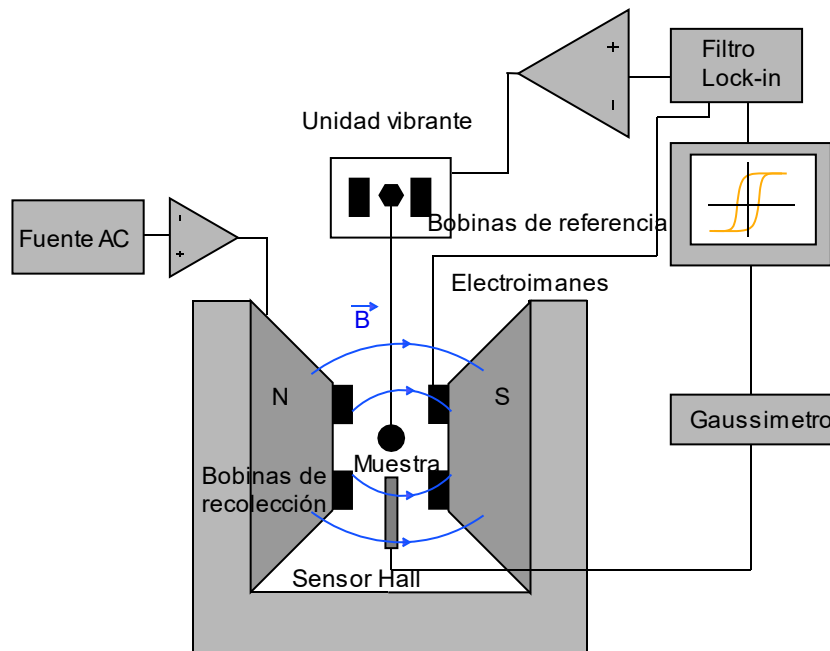 Filtro
Lock-in
+
-
Unidad vibrante
Fuente AC
-
+
Bobinas de referencia
Electroimanes
B
N
S
Muestra
Bobinas de
recolección
Gaussimetro
Sensor Hall